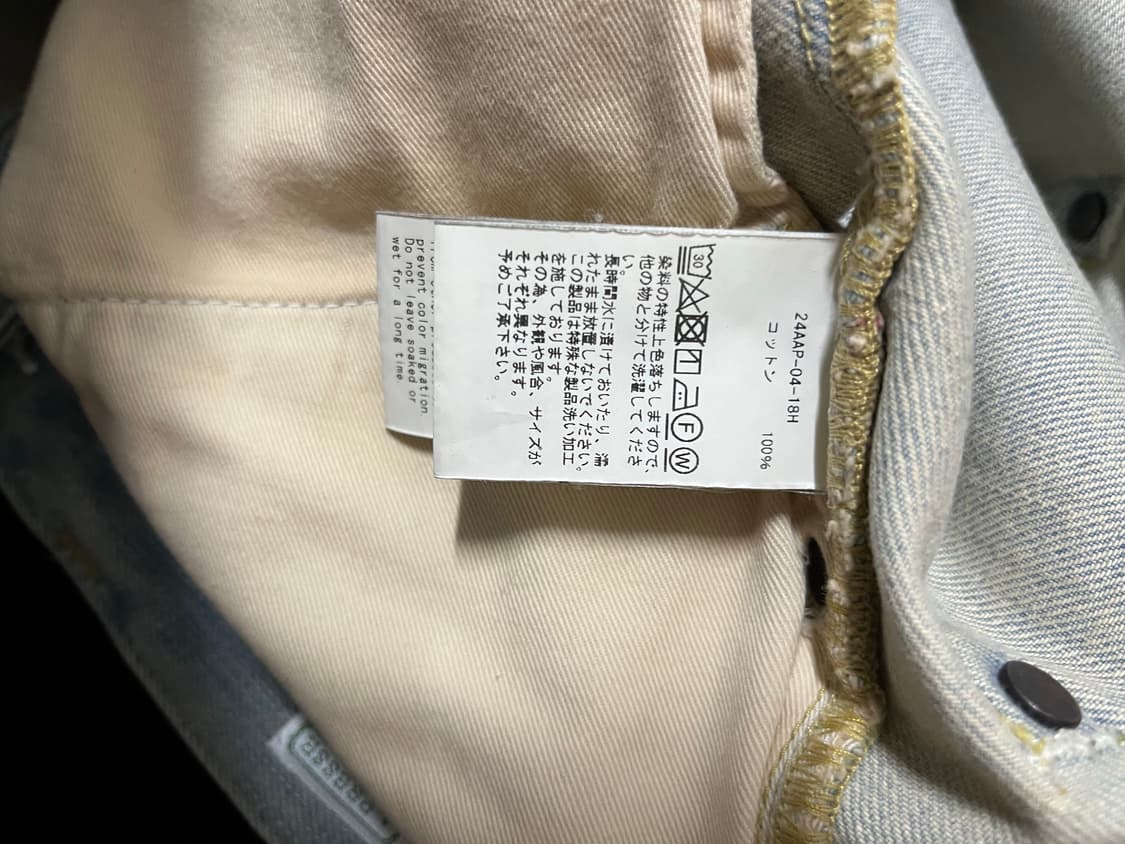 24AAP-04-18H
コットン 100%
30
F W
染料の特性上色落ちしますので、
他の物と分けて洗濯してくださ
い。
長時間水に漬けておいたり、濡
れたまま放置しないでください。
この製品は特殊な製品洗い加工
を施しております。
その為、外観や風合、サイズが
それぞれ異なります。
予めご了承下さい。
prevent color migration.
Do not leave soaked or
wet for a long time.